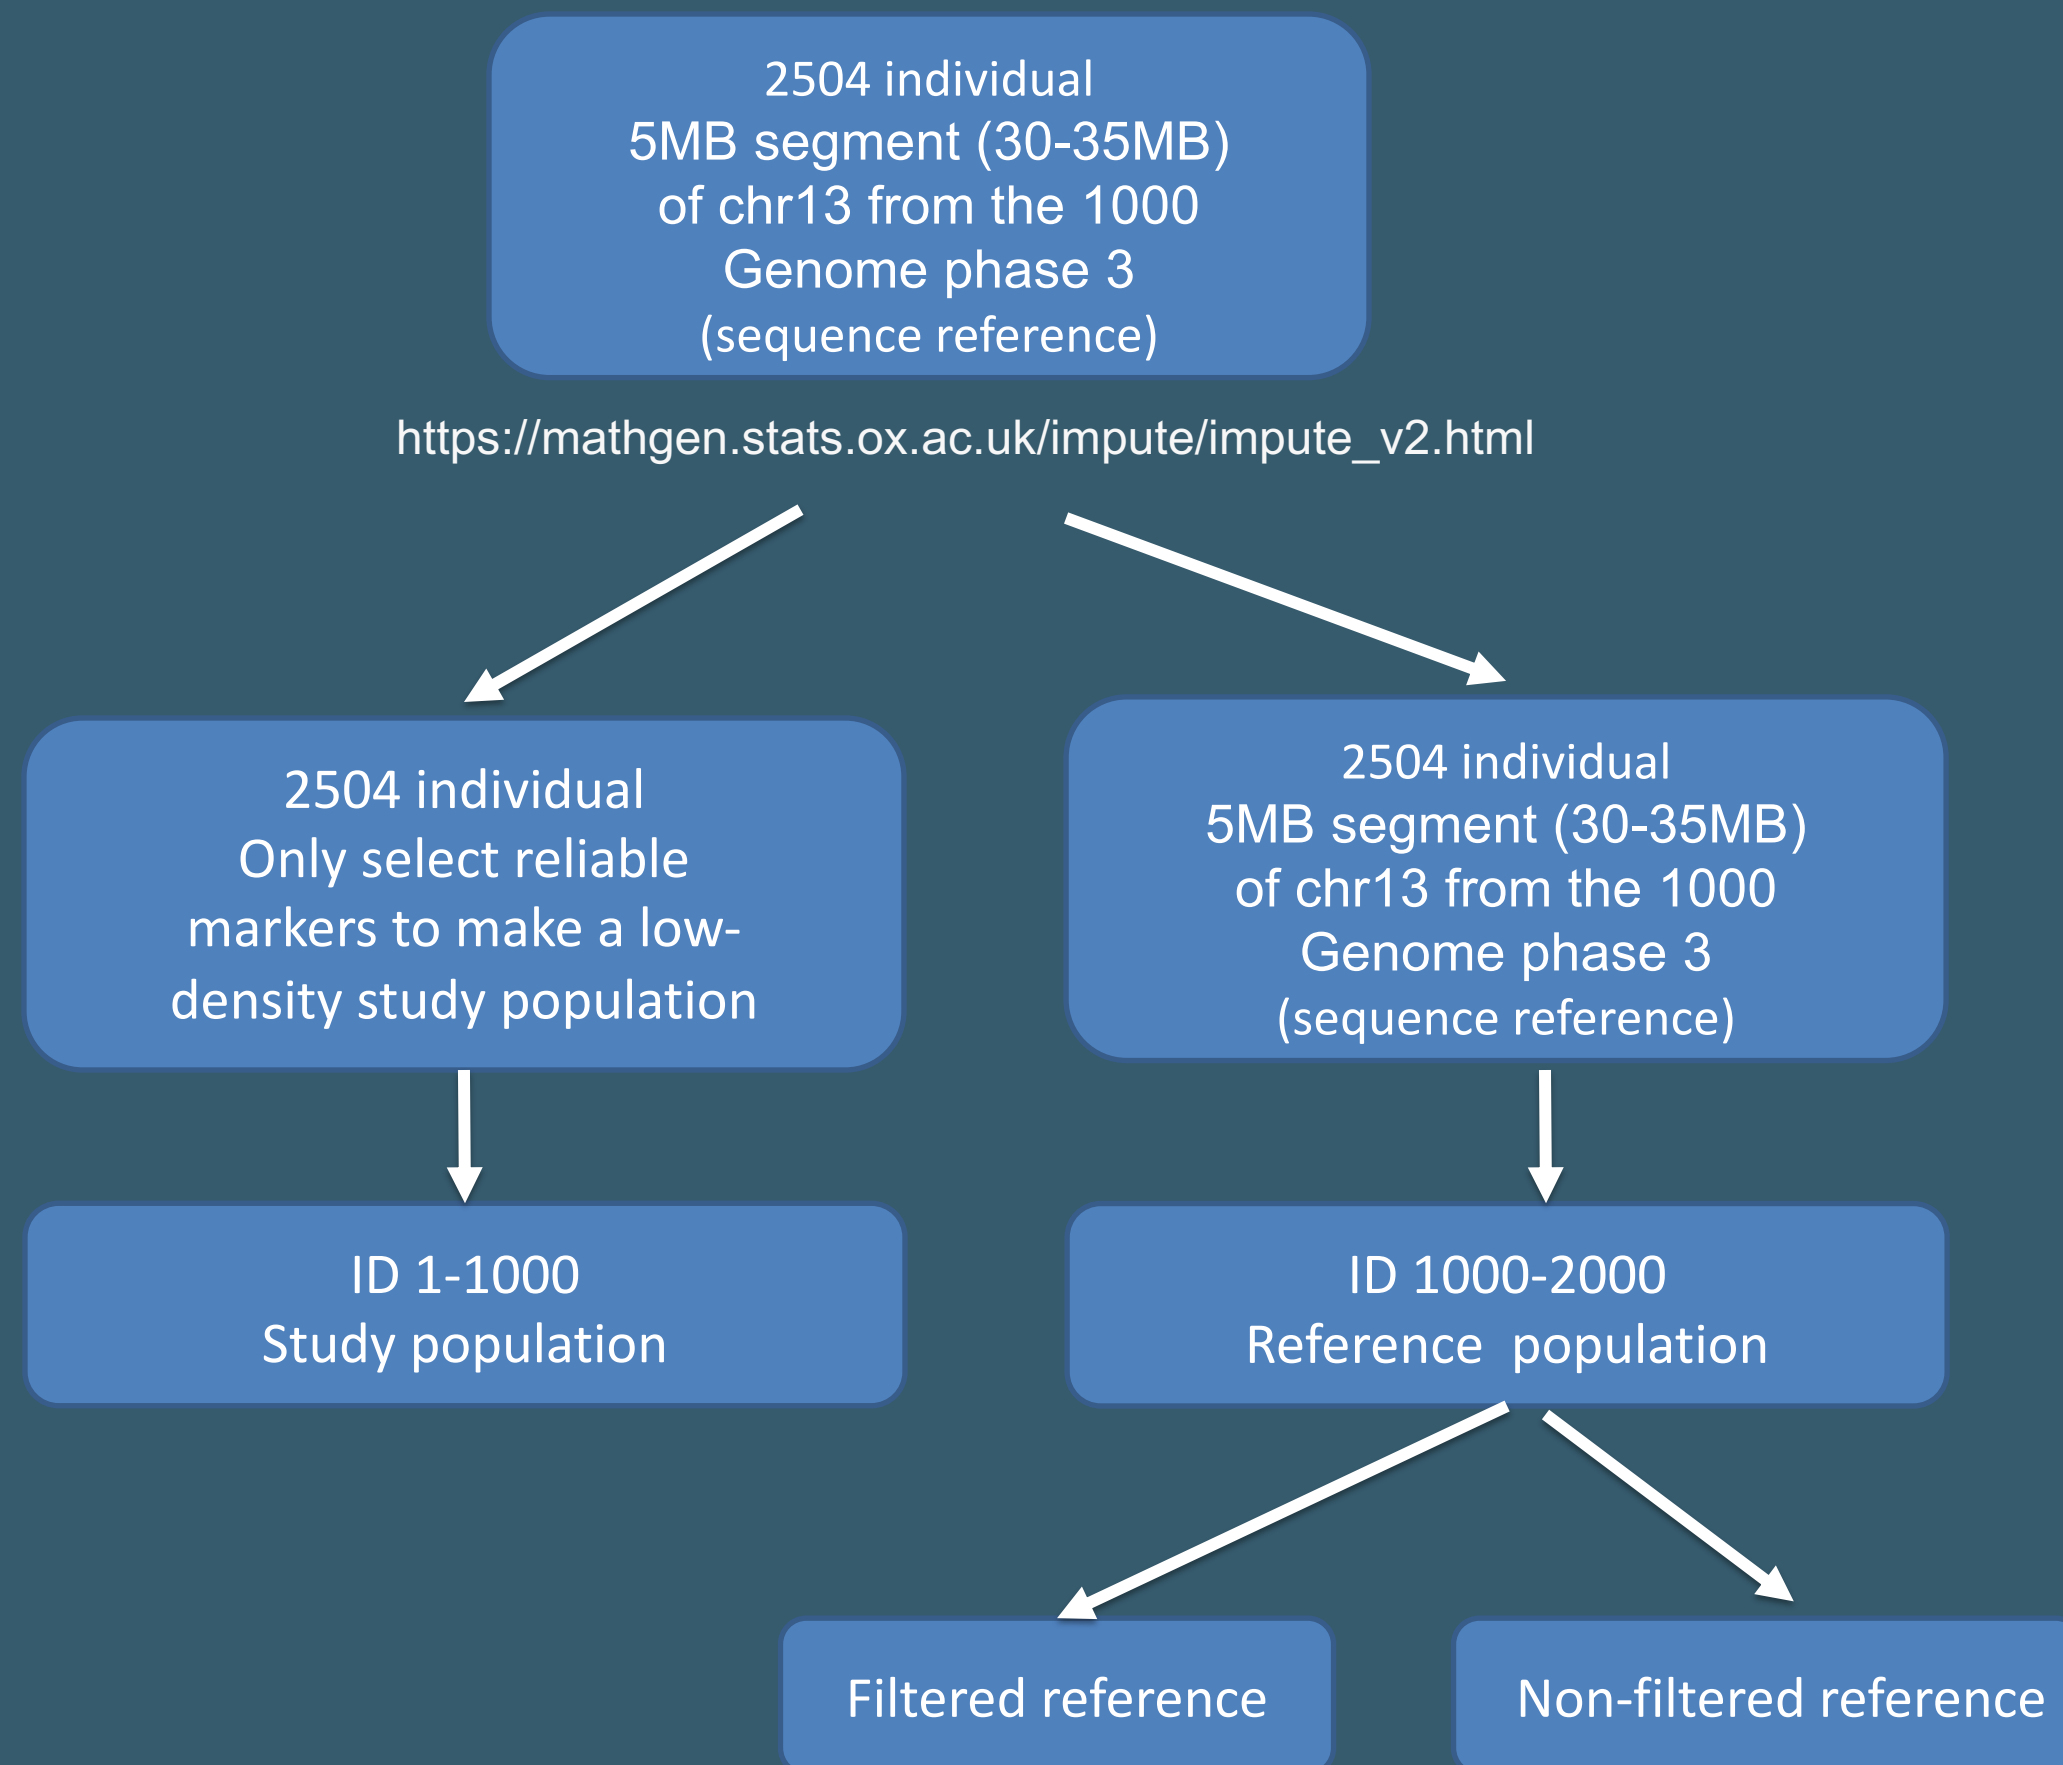 2504 individual
5MB segment (30-35MB)
of chr13 from the 1000
Genome phase 3
(sequence reference)
https://mathgen.stats.ox.ac.uk/impute/impute_v2.html
2504 individual
Only select reliable
markers to make a low-
density study population
2504 individual
5MB segment (30-35MB)
of chr13 from the 1000
Genome phase 3
(sequence reference)
ID 1-1000
Study population
ID 1000-2000
Reference population
Filtered reference
Non-filtered reference